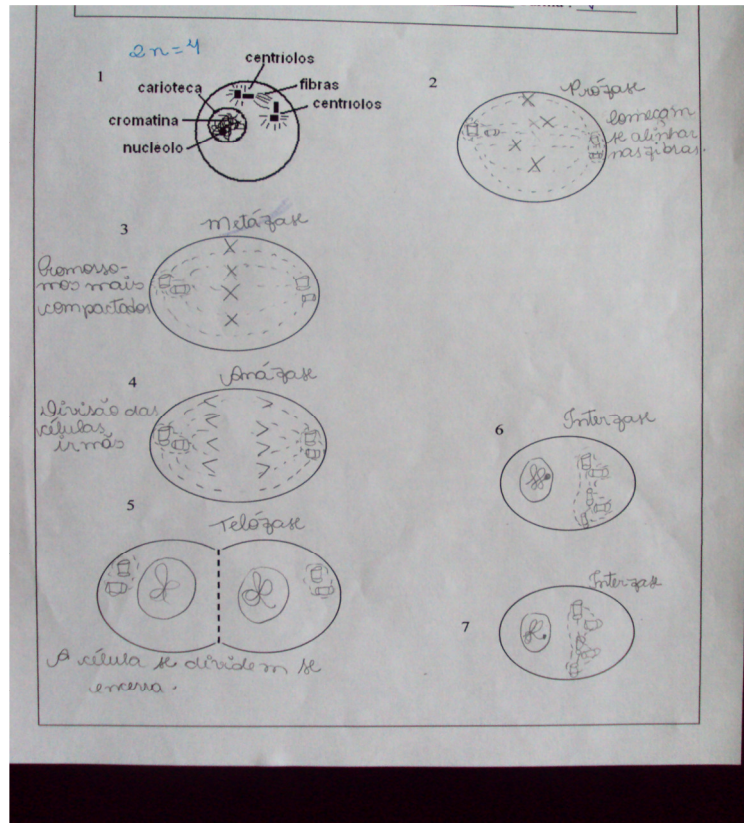 2n=4
1
centríolos
carioteca
fibras
centríolos
cromatina
nucleolo
2
Prófase
Começam
se alinhar
nas fibras.
3
Metáfase
Cromosso-
mos mais
compactados
4
Anáfase
Divisão das
células
irmãs
5
Telófase
A célula se dividem se
encerra.
6
Interfase
7
Interfase